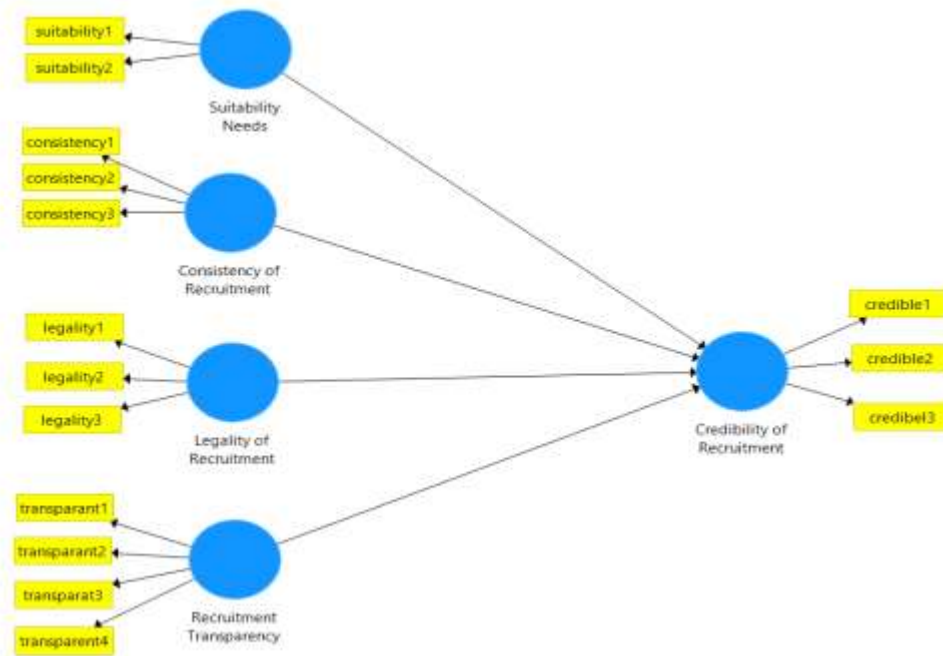 suitability1
suitability2
Suitability
Needs
consistency1
consistency2
consistency3
Consistency of
Recruitment
legality1
legality2
legality3
Legality of
Recruitment
transparant1
transparant2
transparat3
transparent4
Recruitment
Transparency
credible1
credible2
credibel3
Credibility of
Recruitment